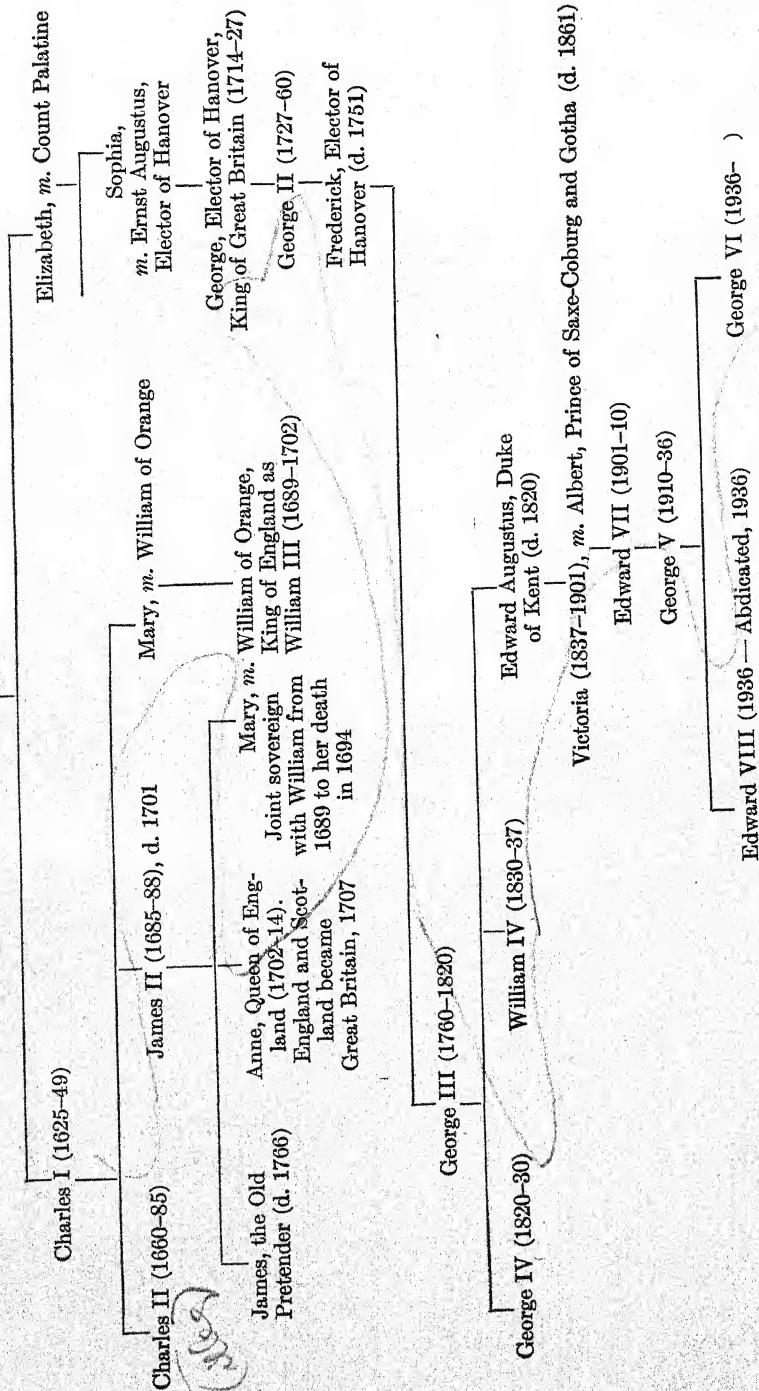 Charles I (1625–49)
Elizabeth, m. Count Palatine
Charles II (1660–85)
James II (1685–88), d. 1701
Mary, m. William of Orange
Sophia,
m. Ernst Augustus,
Elector of Hanover
James, the Old
Pretender (d. 1766)
Anne, Queen of Eng-
land (1702–14).
England and Scot-
land became
Great Britain, 1707
Mary, m. William of Orange,
Joint sovereign
with William from
1689 to her death
in 1694
King of England as
William III (1689–1702)
George, Elector of Hanover,
King of Great Britain (1714–27)
George II (1727–60)
Frederick, Elector of
Hanover (d. 1751)
George III (1760–1820)
George IV (1820–30)
William IV (1830–37)
Edward Augustus, Duke
of Kent (d. 1820)
Victoria (1837–1901), m. Albert, Prince of Saxe-Coburg and Gotha (d. 1861)
Edward VII (1901–10)
George V (1910–36)
Edward VIII (1936 — Abdicated, 1936)
George VI (1936– )